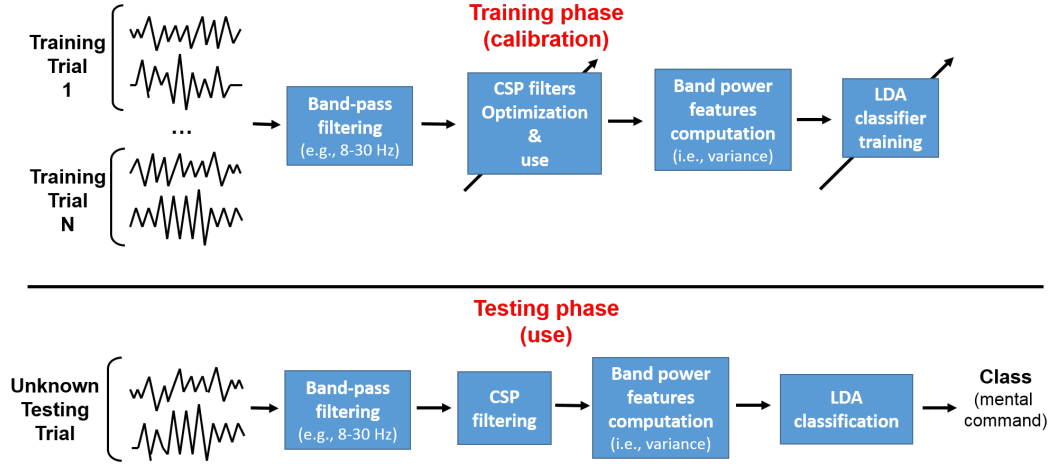 Training phase
(calibration)
Training
Trial
1
...
Training
Trial
N
Band-pass
filtering
(e.g., 8-30 Hz)
CSP filters
Optimization
&
use
Band power
features
computation
(i.e., variance)
LDA
classifier
training
Testing phase
(use)
Unknown
Testing
Trial
Band-pass
filtering
(e.g., 8-30 Hz)
CSP
filtering
Band power
features
computation
(i.e., variance)
LDA
classification
Class
(mental
command)